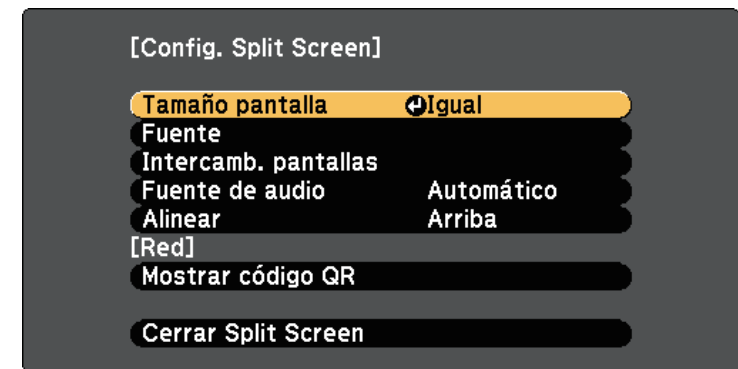 [Config. Split Screen]
Tamaño pantalla Igual
Fuente
Intercamb. pantallas
Fuente de audio Automático
Alinear Arriba
[Red]
Mostrar código QR
Cerrar Split Screen